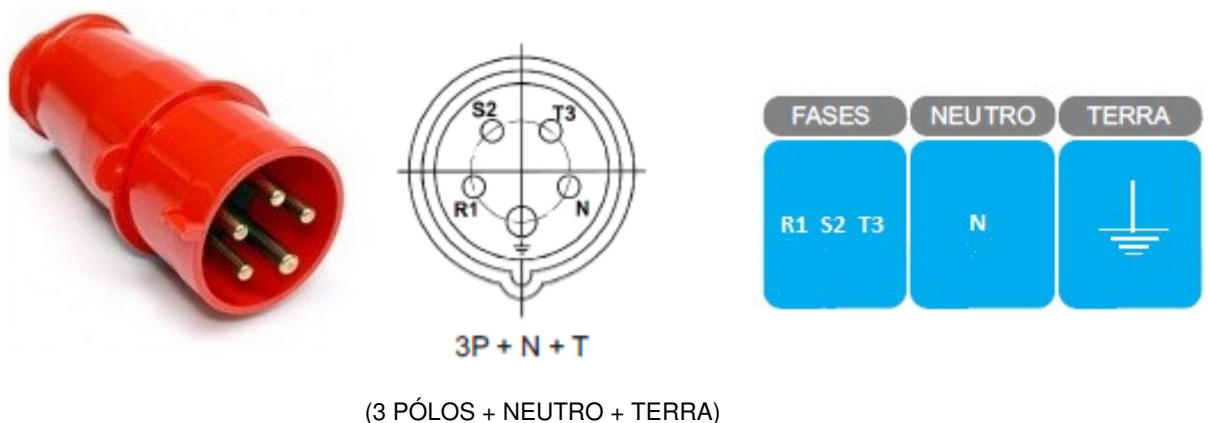 S2 T3
R1 N
3P + N + T
(3 PÓLOS + NEUTRO + TERRA)
FASES NEUTRO TERRA
R1 S2 T3 N